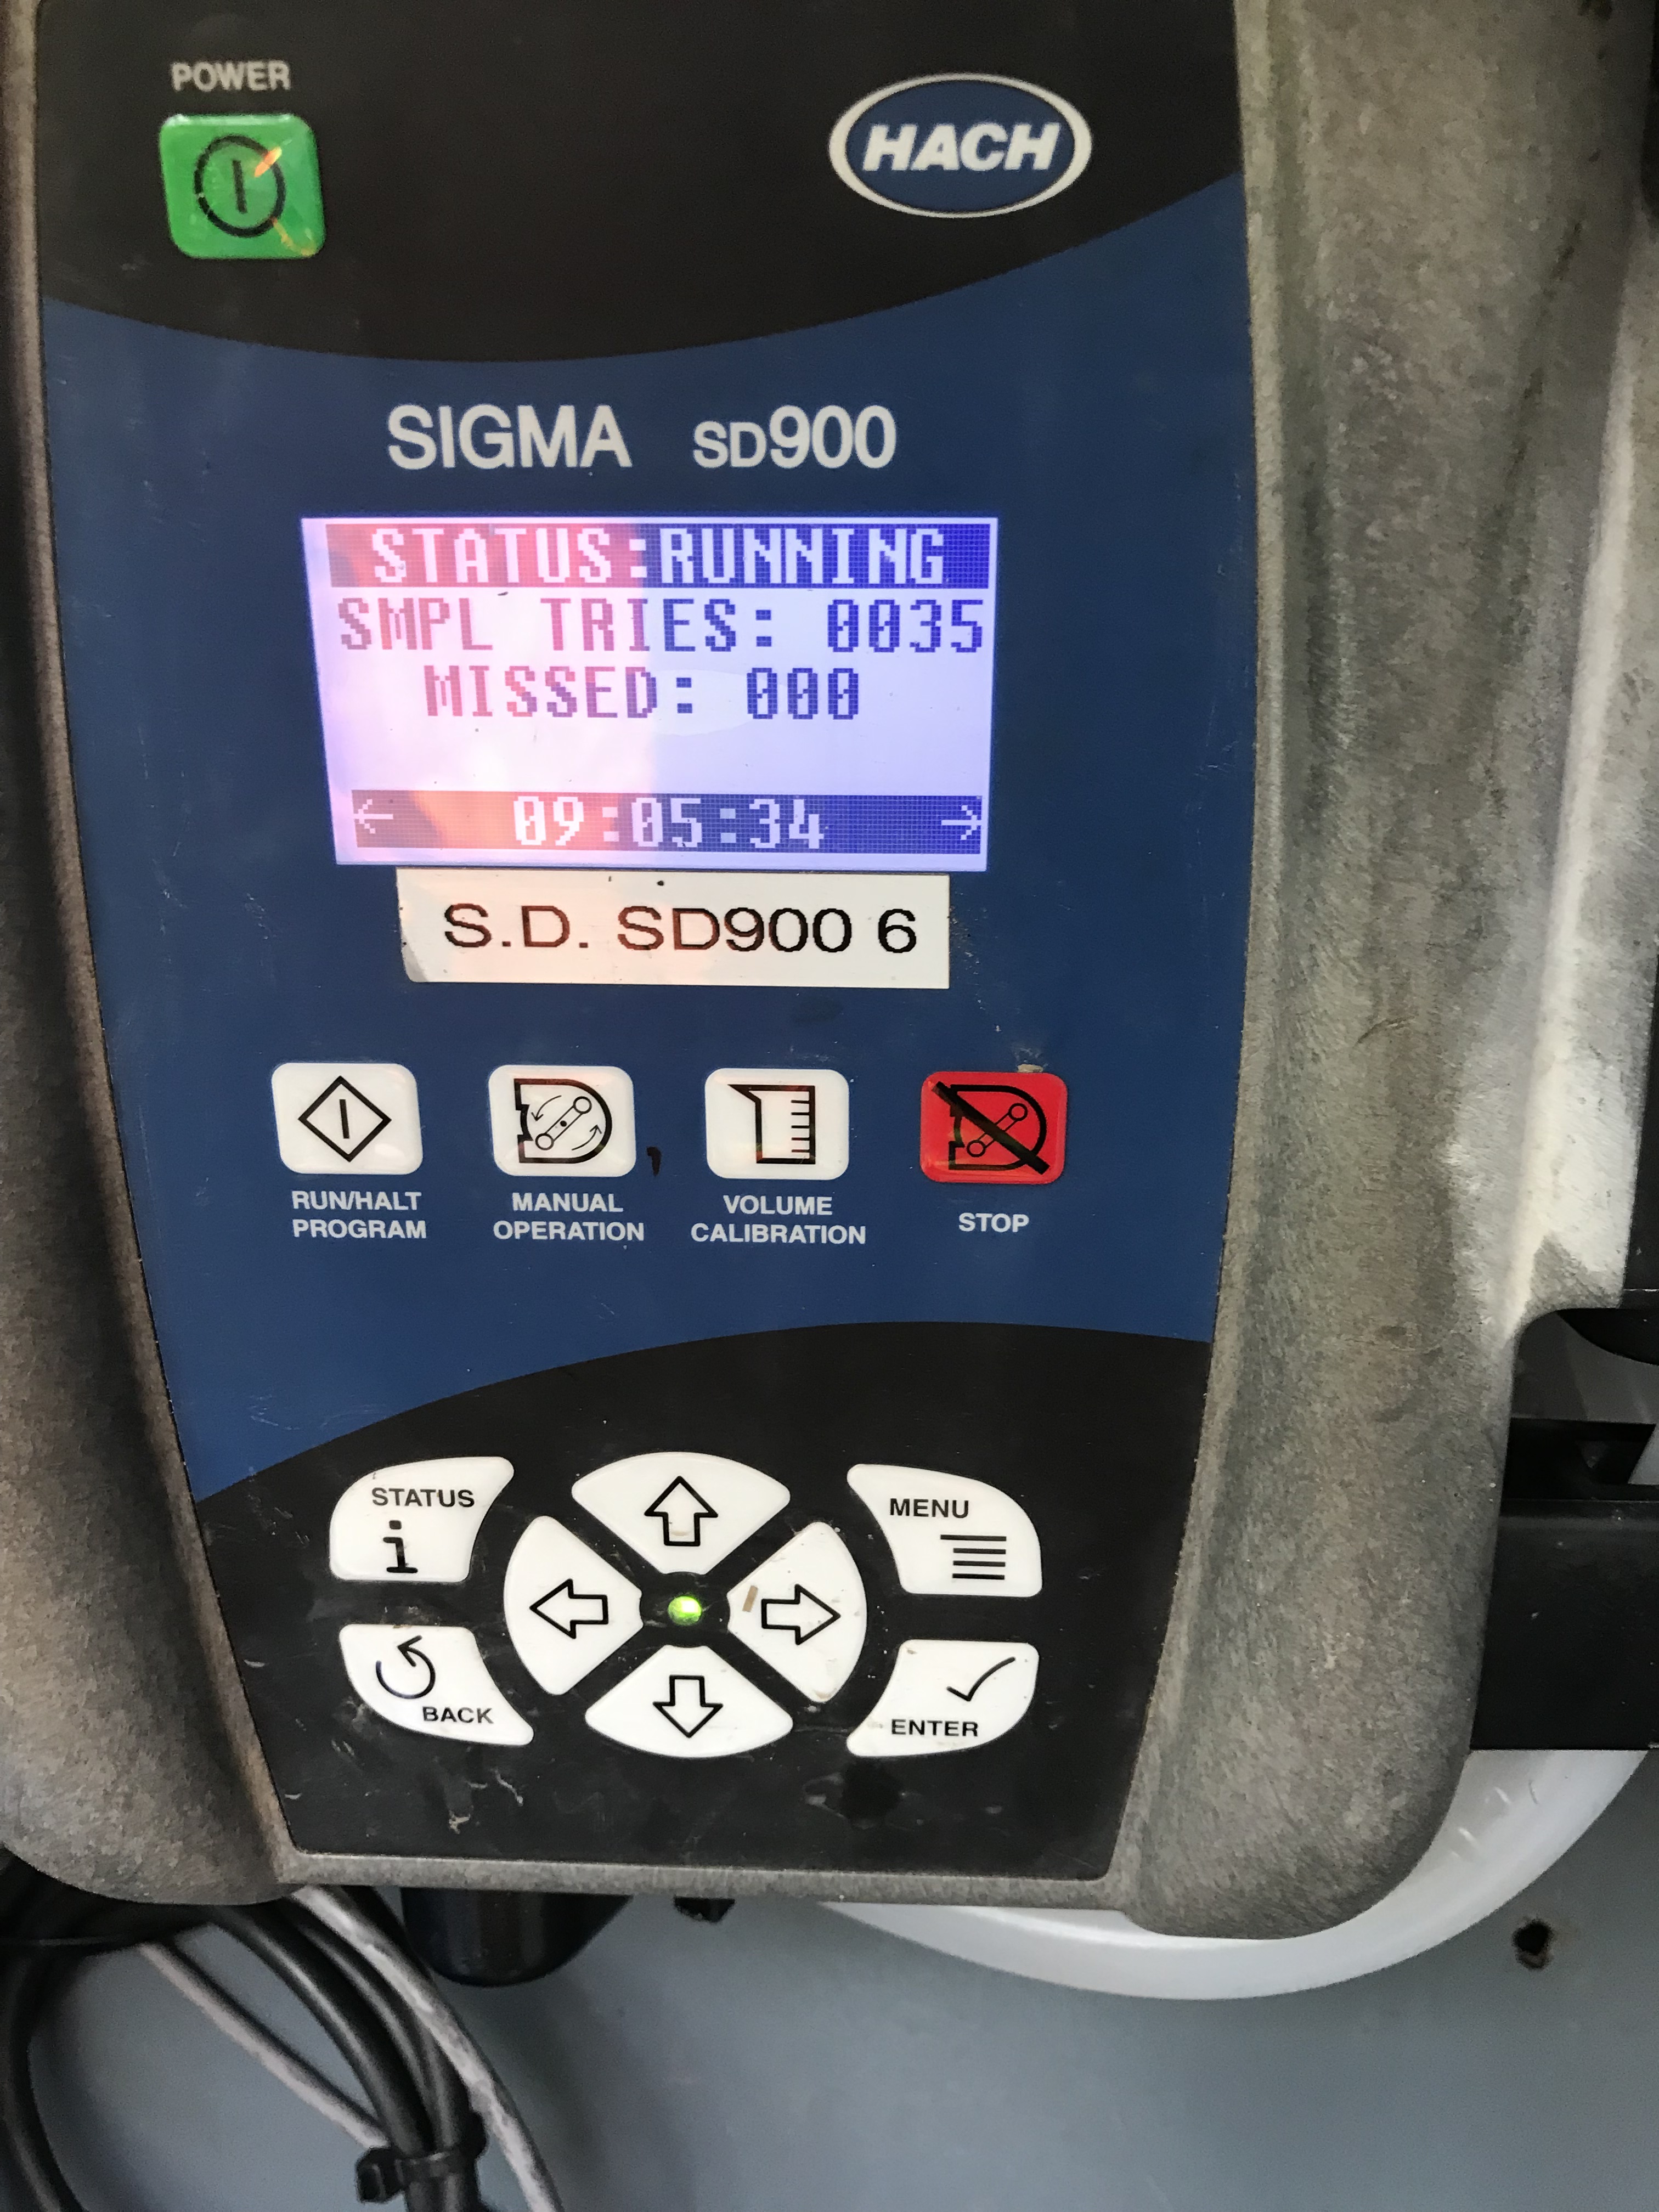 POWER
HACH
SIGMA SD900
STATUS:RUNNING
SMPL TRIES: 0035
MISSED: 000
← 09:05:34 →
S.D. SD900 6
RUN/HALT
PROGRAM
MANUAL
OPERATION
VOLUME
CALIBRATION
STOP
STATUS
i
MENU
BACK
ENTER